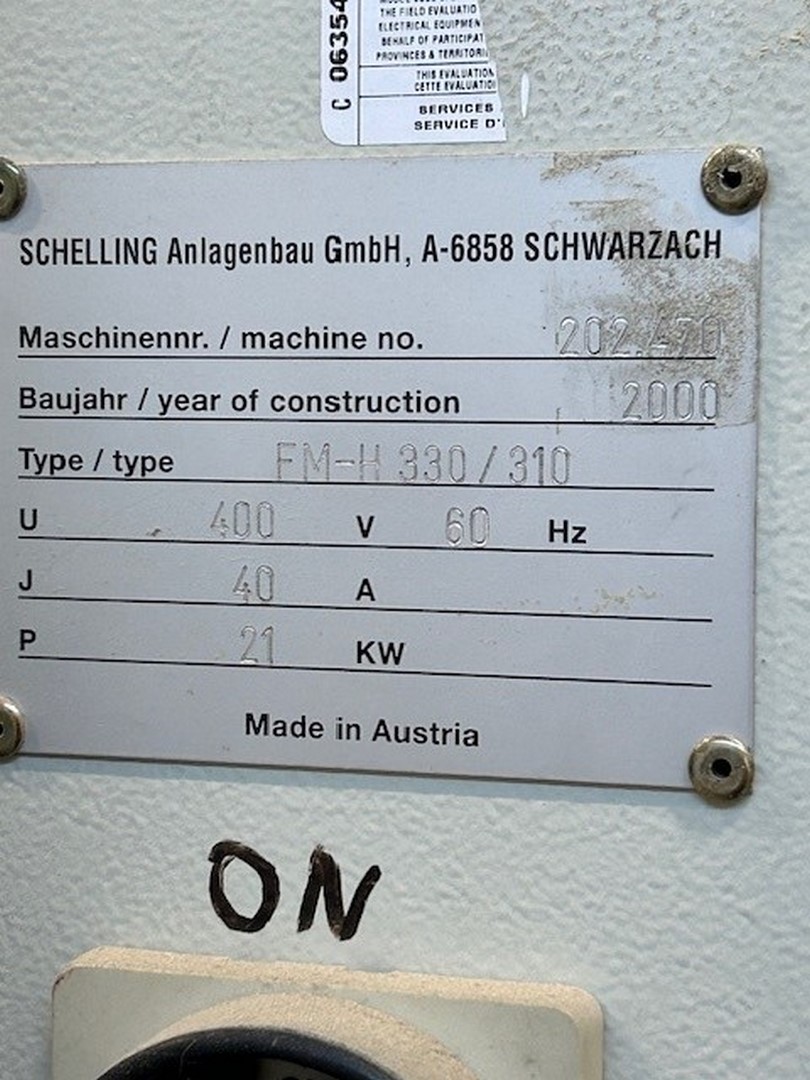 C 06354
THE FIELD EVALUATIO
ELECTRICAL EQUIPMEN
BEHALF OF PARTICIPAT
PROVINCES & TERRITORI
THIS EVALUATION
CETTE EVALUATION
SERVICES
SERVICE D'
SCHELLING Anlagenbau GmbH, A-6858 SCHWARZACH
Maschinennr. / machine no. 202.470
Baujahr / year of construction 2000
Type / type FM-H 330/310
U 400 V 60 Hz
J 40 A
P 21 KW
Made in Austria
ON